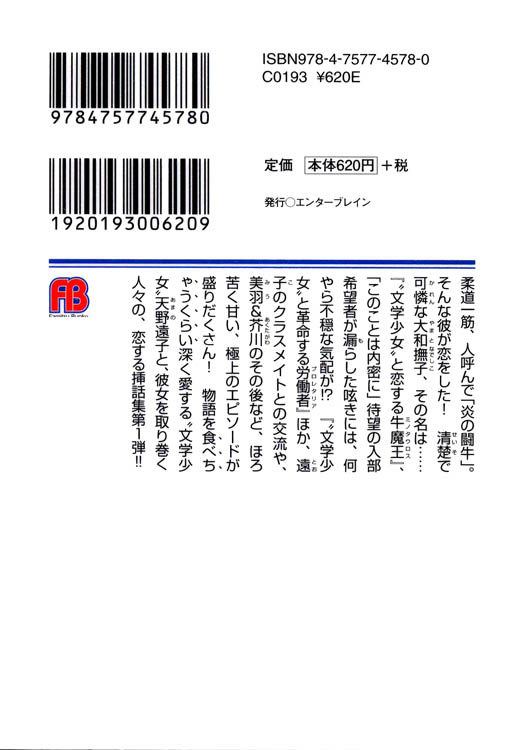 ISBN978-4-7577-4578-0
C0193 ¥620E
9784757745780
定価 本体620円+税
1920193006209
発行○エンターブレイン
FB
柔道一筋、人呼んで「炎の闘牛」。
そんな彼が恋をした! 清楚で
可憐な大和撫子、その名は……
『〝文学少女〟と恋する牛魔王』、
「このことは内密に」待望の入部
希望者が漏らした呟きには、何
やら不穏な気配が!? 『〝文学少
女〟と革命する労働者』ほか、遠
子のクラスメイトとの交流や、
美羽&芥川のその後など、ほろ
苦く甘い、極上のエピソードが
盛りだくさん! 物語を食べち
ゃうくらい深く愛する〝文学少
女〟天野遠子と、彼女を取り巻く
人々の、恋する挿話集第1弾!!